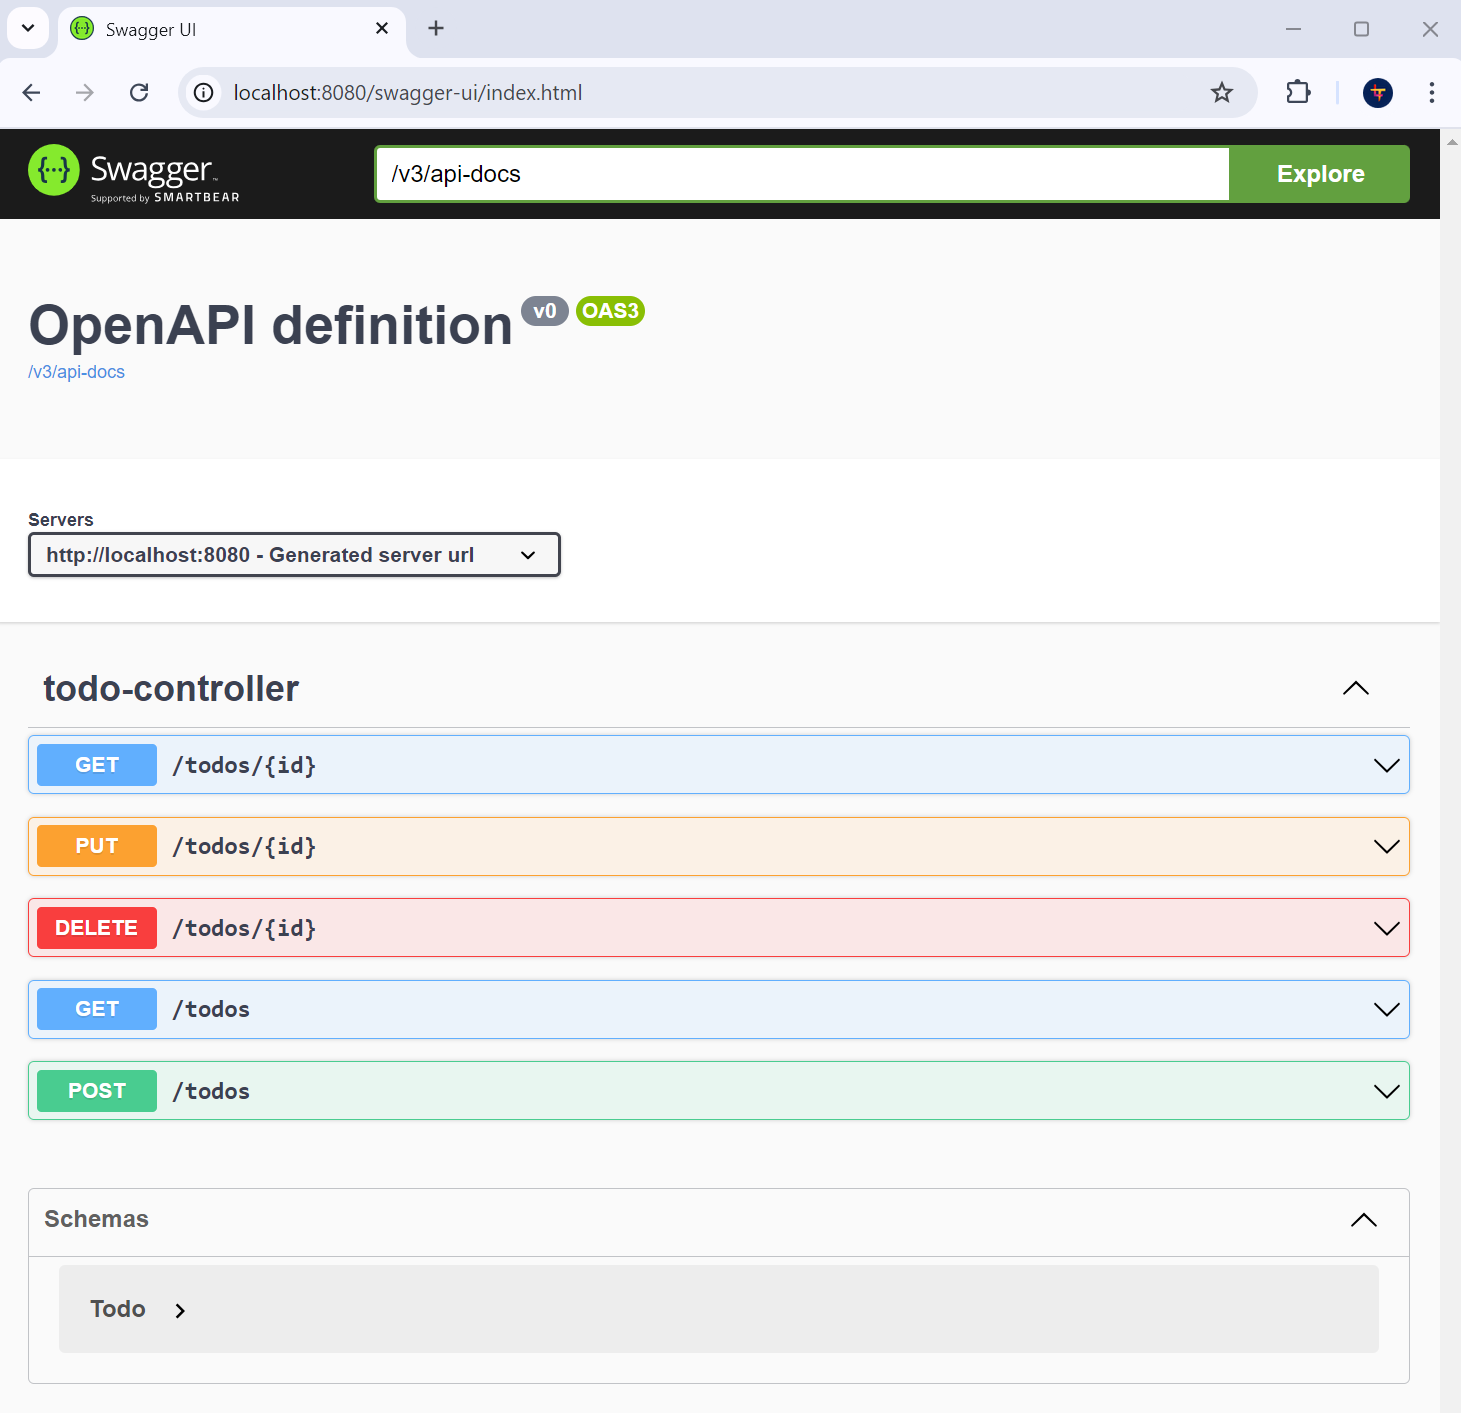 Swagger UI
localhost:8080/swagger-ui/index.html
{···} Swagger™
Supported by SMARTBEAR
/v3/api-docs
Explore
OpenAPI definition v0 OAS3
/v3/api-docs
Servers
http://localhost:8080 - Generated server url
todo-controller
GET /todos/{id}
PUT /todos/{id}
DELETE /todos/{id}
GET /todos
POST /todos
Schemas
Todo